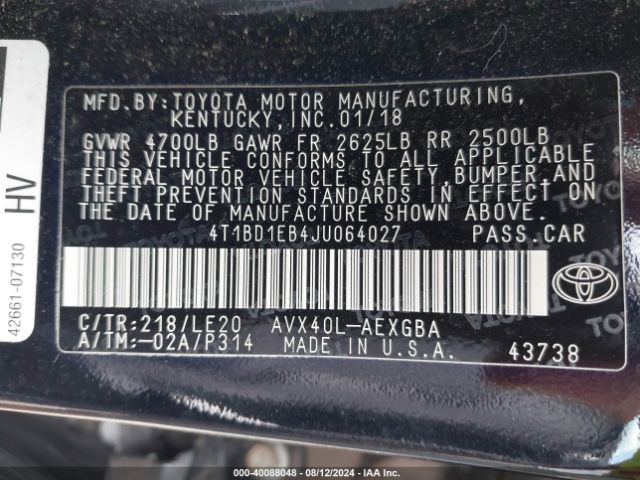 MFD.BY:TOYOTA MOTOR MANUFACTURING,
KENTUCKY,INC.01/18
GVWR 4700LB GAWR FR 2625LB RR 2500LB
THIS VEHICLE CONFORMS TO ALL APPLICABLE
FEDERAL MOTOR VEHICLE SAFETY,BUMPER,AND
THEFT PREVENTION STANDARDS IN EFFECT ON
THE DATE OF MANUFACTURE SHOWN ABOVE.
4T1BD1EB4JU064027 PASS.CAR
C/TR:218/LE20 AVX40L-AEXGBA
A/TM:-02A/P314 MADE IN U.S.A. 43738
TOYOTA
HV
42661-07130
000-40088048 - 08/12/2024 - IAA Inc.